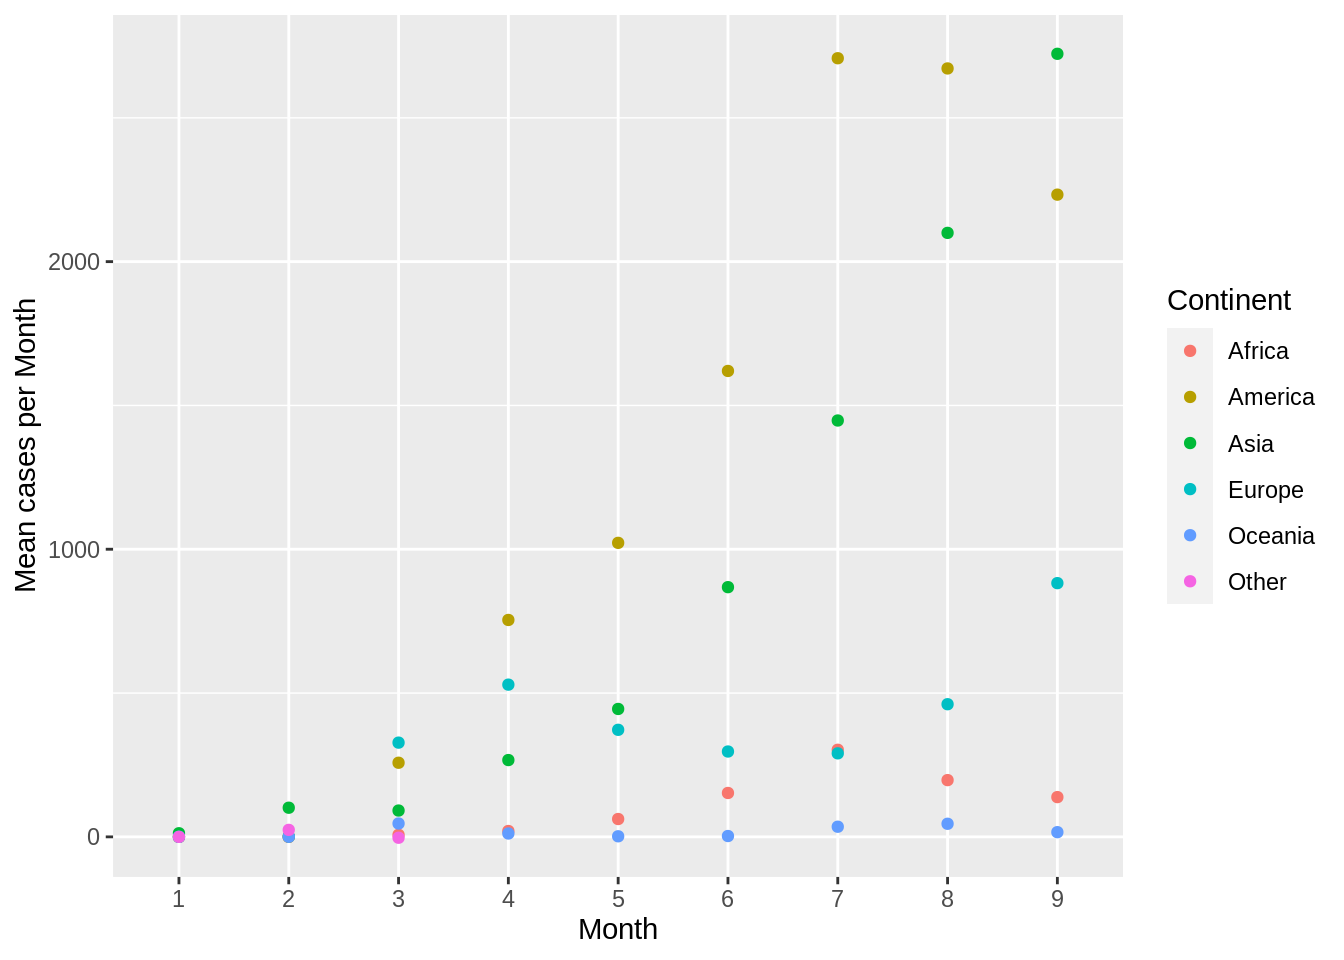 2000
1000
0
Mean cases per Month
1 2 3 4 5 6 7 8 9
Month
Continent
Africa
America
Asia
Europe
Oceania
Other